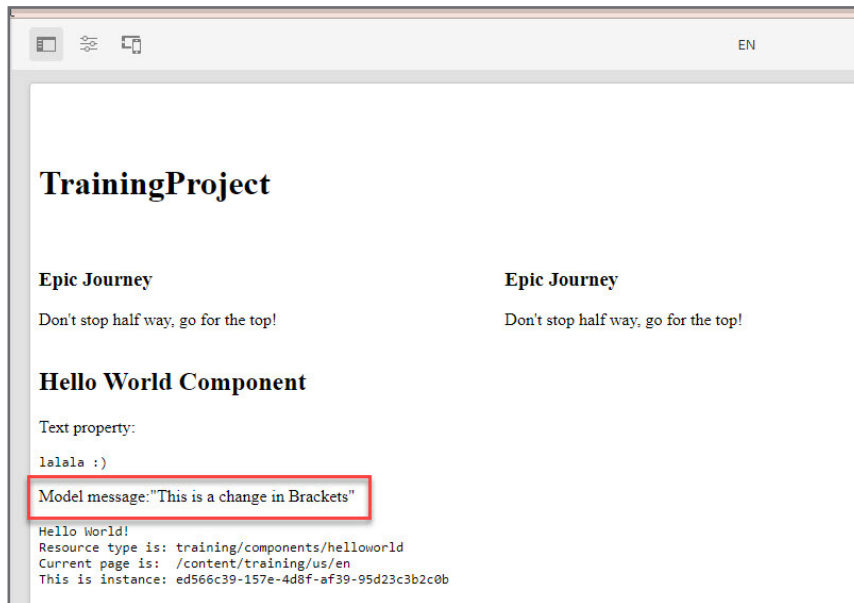 EN
TrainingProject
Epic Journey
Don't stop half way, go for the top!
Epic Journey
Don't stop half way, go for the top!
Hello World Component
Text property:
lalala :)
Model message:"This is a change in Brackets"
Hello World!
Resource type is: training/components/helloworld
Current page is:  /content/training/us/en
This is instance: ed566c39-157e-4d8f-af39-95d23c3b2c0b